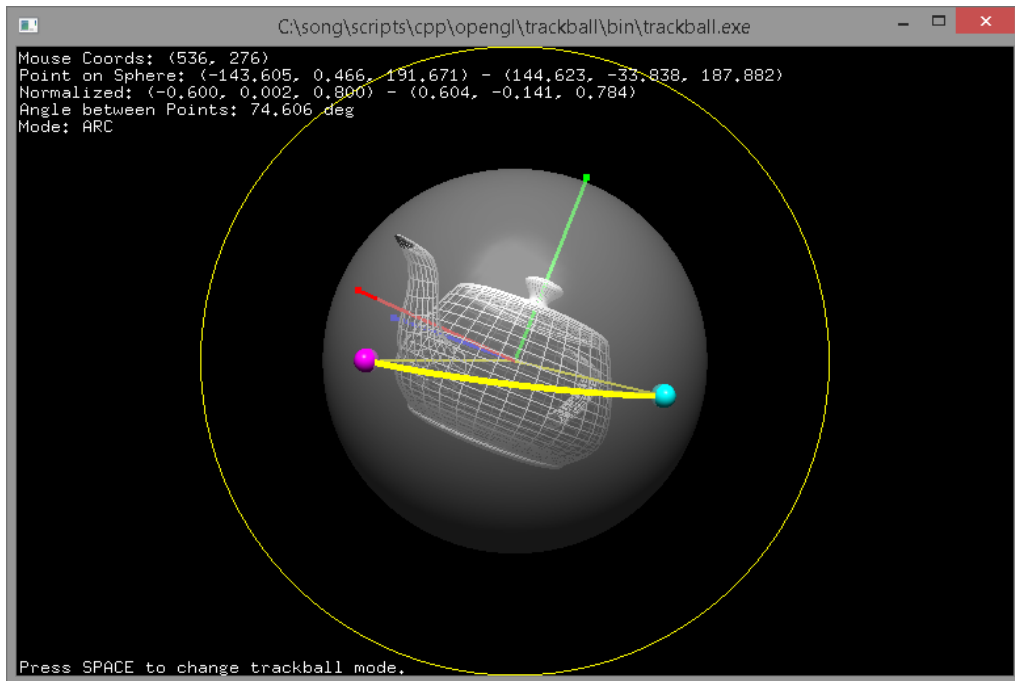 C:\song\scripts\cpp\opengl\trackball\bin\trackball.exe
Mouse Coords: (536, 276)
Point on Sphere: (-143.605, 0.466, 191.671) - (144.623, -33.838, 187.882)
Normalized: (-0.600, 0.002, 0.800) - (0.604, -0.141, 0.784)
Angle between Points: 74.606 deg
Mode: ARC
Press SPACE to change trackball mode.